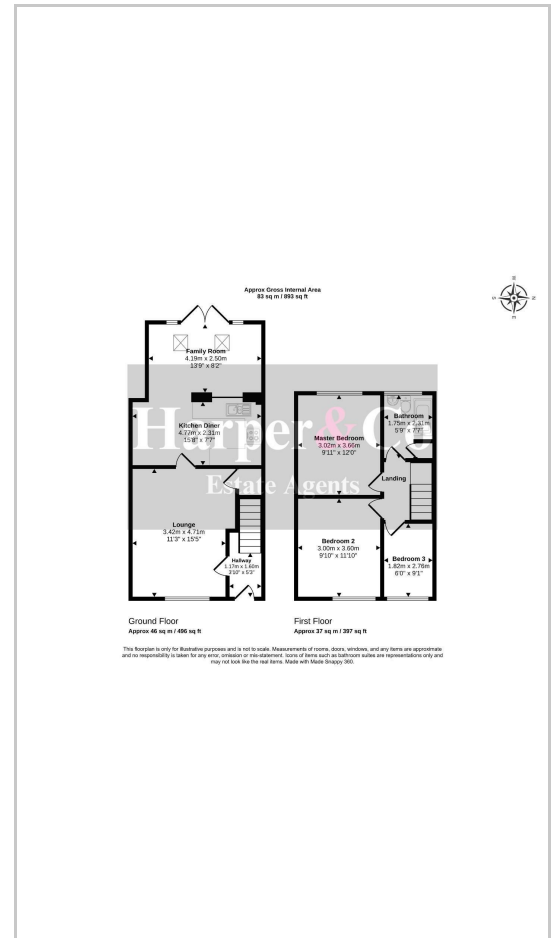 Approx Gross Internal Area
83 sq m / 893 sq ft
Family Room
4.19m x 2.50m
13'9" x 8'2"
Kitchen Diner
4.77m x 2.31m
15'8" x 7'7"
Lounge
3.42m x 4.71m
11'3" x 15'5"
Hallway
1.17m x 1.60m
3'10" x 5'3"
Master Bedroom
3.02m x 3.66m
9'11" x 12'0"
Bathroom
1.75m x 2.31m
5'9" x 7'7"
Landing
Bedroom 2
3.00m x 3.60m
9'10" x 11'10"
Bedroom 3
1.82m x 2.76m
6'0" x 9'1"
Harper & Co
Estate Agents
Ground Floor
Approx 46 sq m / 496 sq ft
First Floor
Approx 37 sq m / 397 sq ft
This floorplan is only for illustrative purposes and is not to scale. Measurements of rooms, doors, windows, and any items are approximate
and no responsibility is taken for any error, omission or mis-statement. Icons of items such as bathroom suites are representations only and
may not look like the real items. Made with Made Snappy 360.
N
E
S